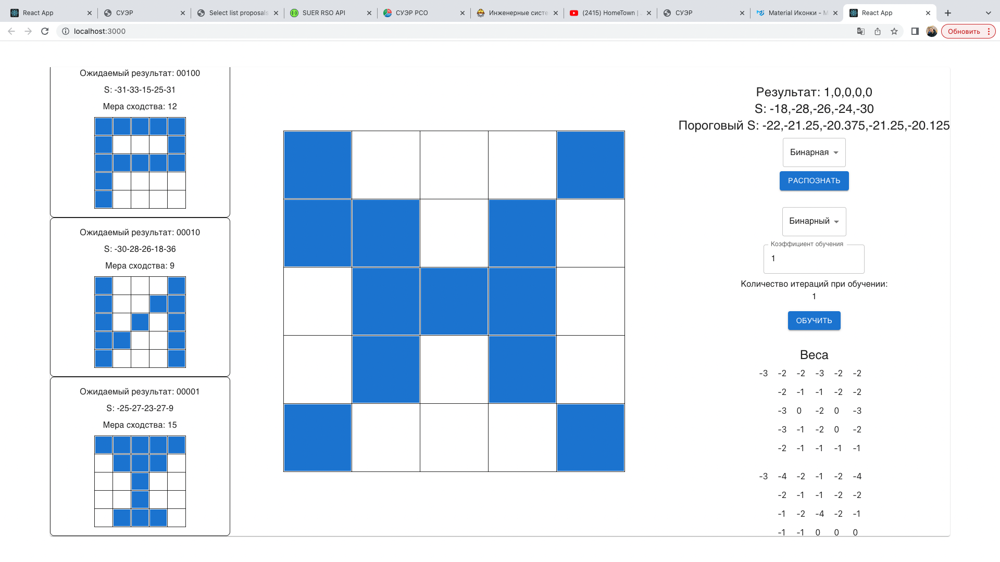 React App
СУЭР
Select list proposals
SUER RSO API
СУЭР РСО
Инженерные систе
(2415) HomeTown |
СУЭР
Material Иконки - M
React App
localhost:3000
Обновить
Ожидаемый результат: 00100
S: -31-33-15-25-31
Мера сходства: 12
Ожидаемый результат: 00010
S: -30-28-26-18-36
Мера сходства: 9
Ожидаемый результат: 00001
S: -25-27-23-27-9
Мера сходства: 15
Результат: 1,0,0,0,0
S: -18,-28,-26,-24,-30
Пороговый S: -22,-21.25,-20.375,-21.25,-20.125
Бинарная
РАСПОЗНАТЬ
Бинарный
Коэффициент обучения
1
Количество итераций при обучении:
1
ОБУЧИТЬ
Веса
-3 -2 -2 -3 -2 -2
-2 -1 -1 -2 -2
-3 0 -2 0 -3
-3 -1 -2 0 -2
-2 -1 -1 -1 -1
-3 -4 -2 -1 -2 -4
-2 -1 -1 -2 -2
-1 -2 -4 -2 -1
-1 -1 0 0 0